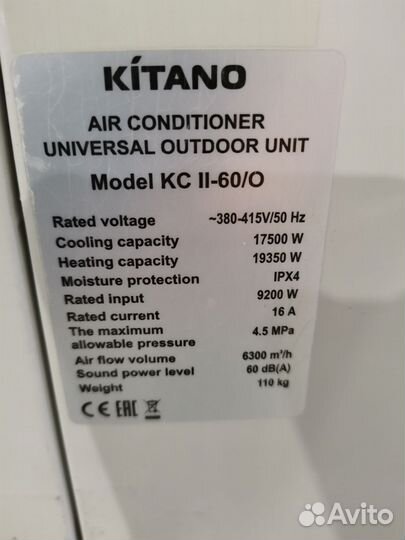 KÍTANO
AIR CONDITIONER
UNIVERSAL OUTDOOR UNIT
Model KC II-60/O
Rated voltage ~380-415V/50 Hz
Cooling capacity 17500 W
Heating capacity 19350 W
Moisture protection IPX4
Rated input 9200 W
Rated current 16 A
The maximum
allowable pressure 4.5 MPa
Air flow volume 6300 m³/h
Sound power level 60 dB(A)
Weight 110 kg
CE EAC
Avito